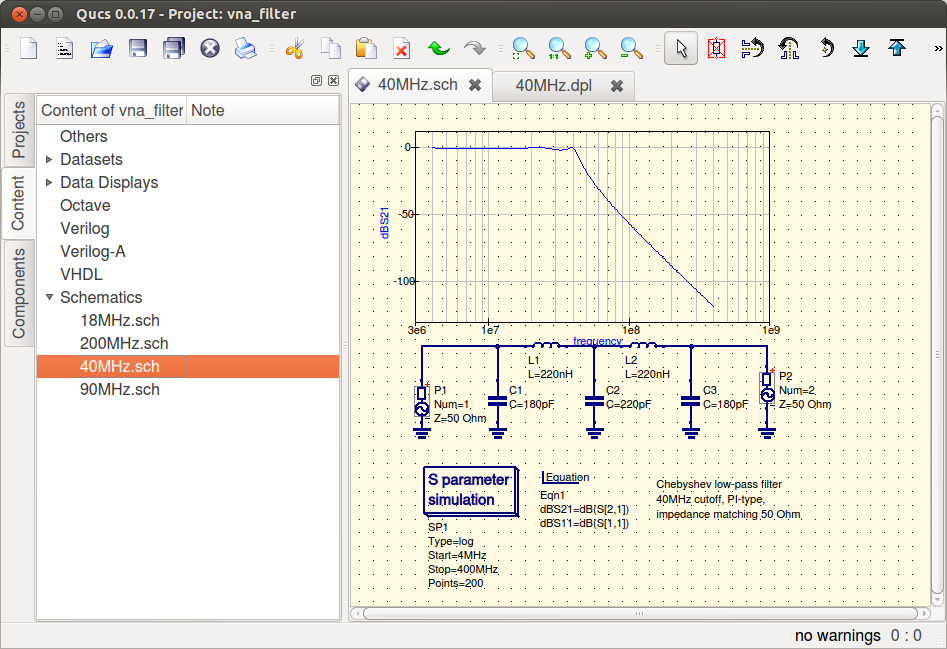 Qucs 0.0.17 - Project: vna_filter
1:1
»
40MHz.sch
40MHz.dpl
Projects
Content
Components
Content of vna_filter
Note
Others
Datasets
Data Displays
Octave
Verilog
Verilog-A
VHDL
Schematics
18MHz.sch
200MHz.sch
40MHz.sch
90MHz.sch
0
-50
-100
dBS21
3e6
1e7
1e8
1e9
frequency
L1
L=220nH
L2
L=220nH
P1
Num=1
Z=50 Ohm
C1
C=180pF
C2
C=220pF
C3
C=180pF
P2
Num=2
Z=50 Ohm
S parameter
simulation
SP1
Type=log
Start=4MHz
Stop=400MHz
Points=200
Equation
Eqn1
dBS21=dB(S[2,1])
dBS11=dB(S[1,1])
Chebyshev low-pass filter
40MHz cutoff, PI-type,
impedance matching 50 Ohm
no warnings 0 : 0